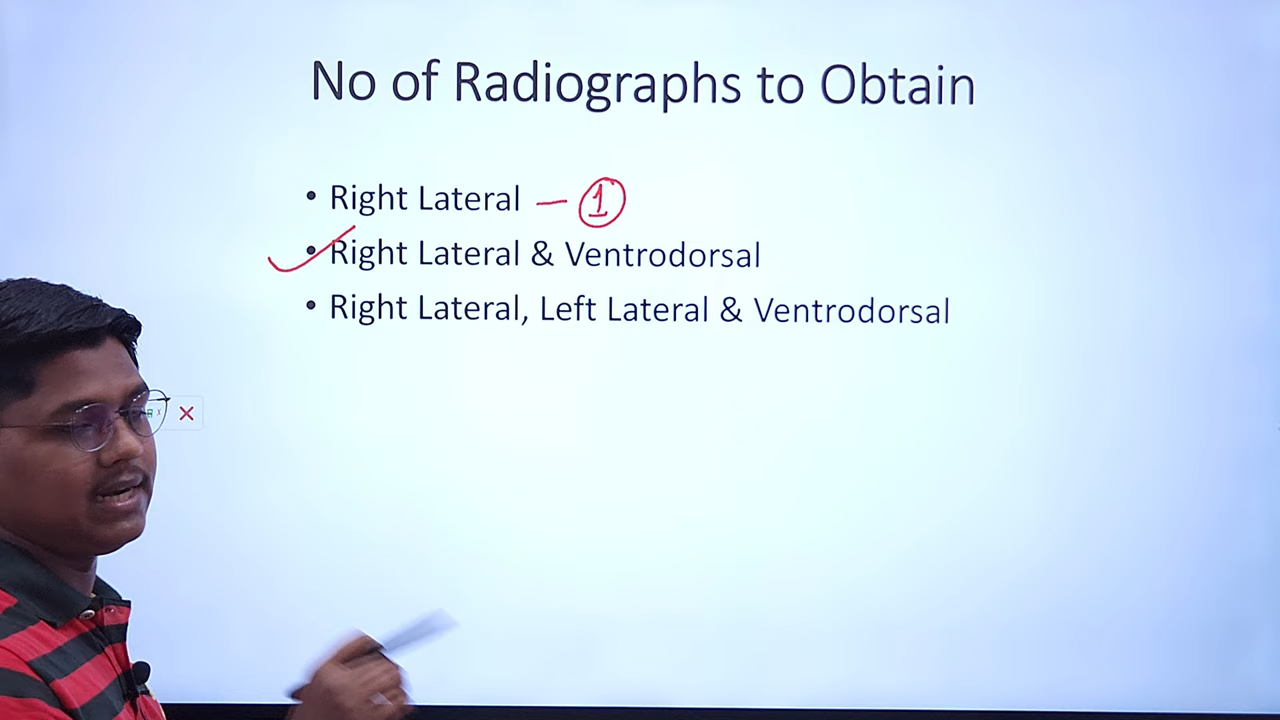 No of Radiographs to Obtain
• Right Lateral — 1
• Right Lateral & Ventrodorsal
• Right Lateral, Left Lateral & Ventrodorsal